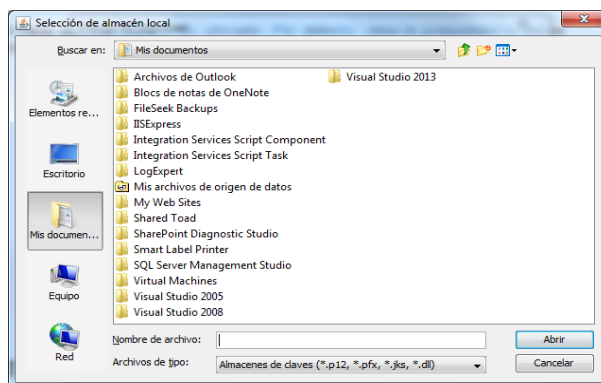 Selección de almacén local
Buscar en: Mis documentos
Elementos re...
Escritorio
Mis documen...
Equipo
Red
Archivos de Outlook
Blocs de notas de OneNote
FileSeek Backups
IISExpress
Integration Services Script Component
Integration Services Script Task
LogExpert
Mis archivos de origen de datos
My Web Sites
Shared Toad
SharePoint Diagnostic Studio
Smart Label Printer
SQL Server Management Studio
Virtual Machines
Visual Studio 2005
Visual Studio 2008
Visual Studio 2013
Nombre de archivo:
Abrir
Archivos de tipo: Almacenes de claves (*.p12, *.pfx, *.jks, *.dll)
Cancelar